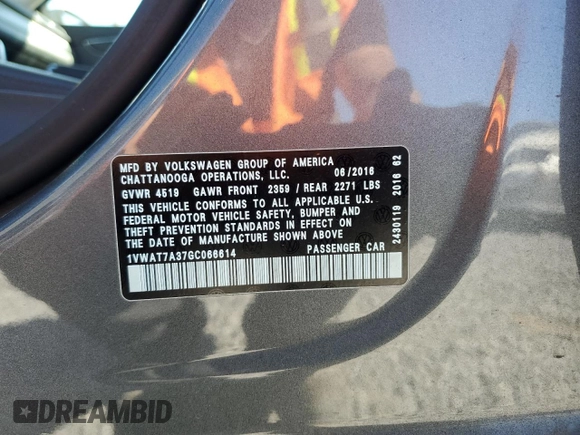 MFD BY VOLKSWAGEN GROUP OF AMERICA
CHATTANOOGA OPERATIONS, LLC. 06/2016
GVWR 4519 GAWR FRONT 2359 / REAR 2271 LBS
THIS VEHICLE CONFORMS TO ALL APPLICABLE U.S.
FEDERAL MOTOR VEHICLE SAFETY, BUMPER AND
THEFT PREVENTION STANDARDS IN EFFECT ON
THE DATE OF MANUFACTURE SHOWN ABOVE
1VWAT7A37GC066614 PASSENGER CAR
2430119 2016 62
DREAMBID